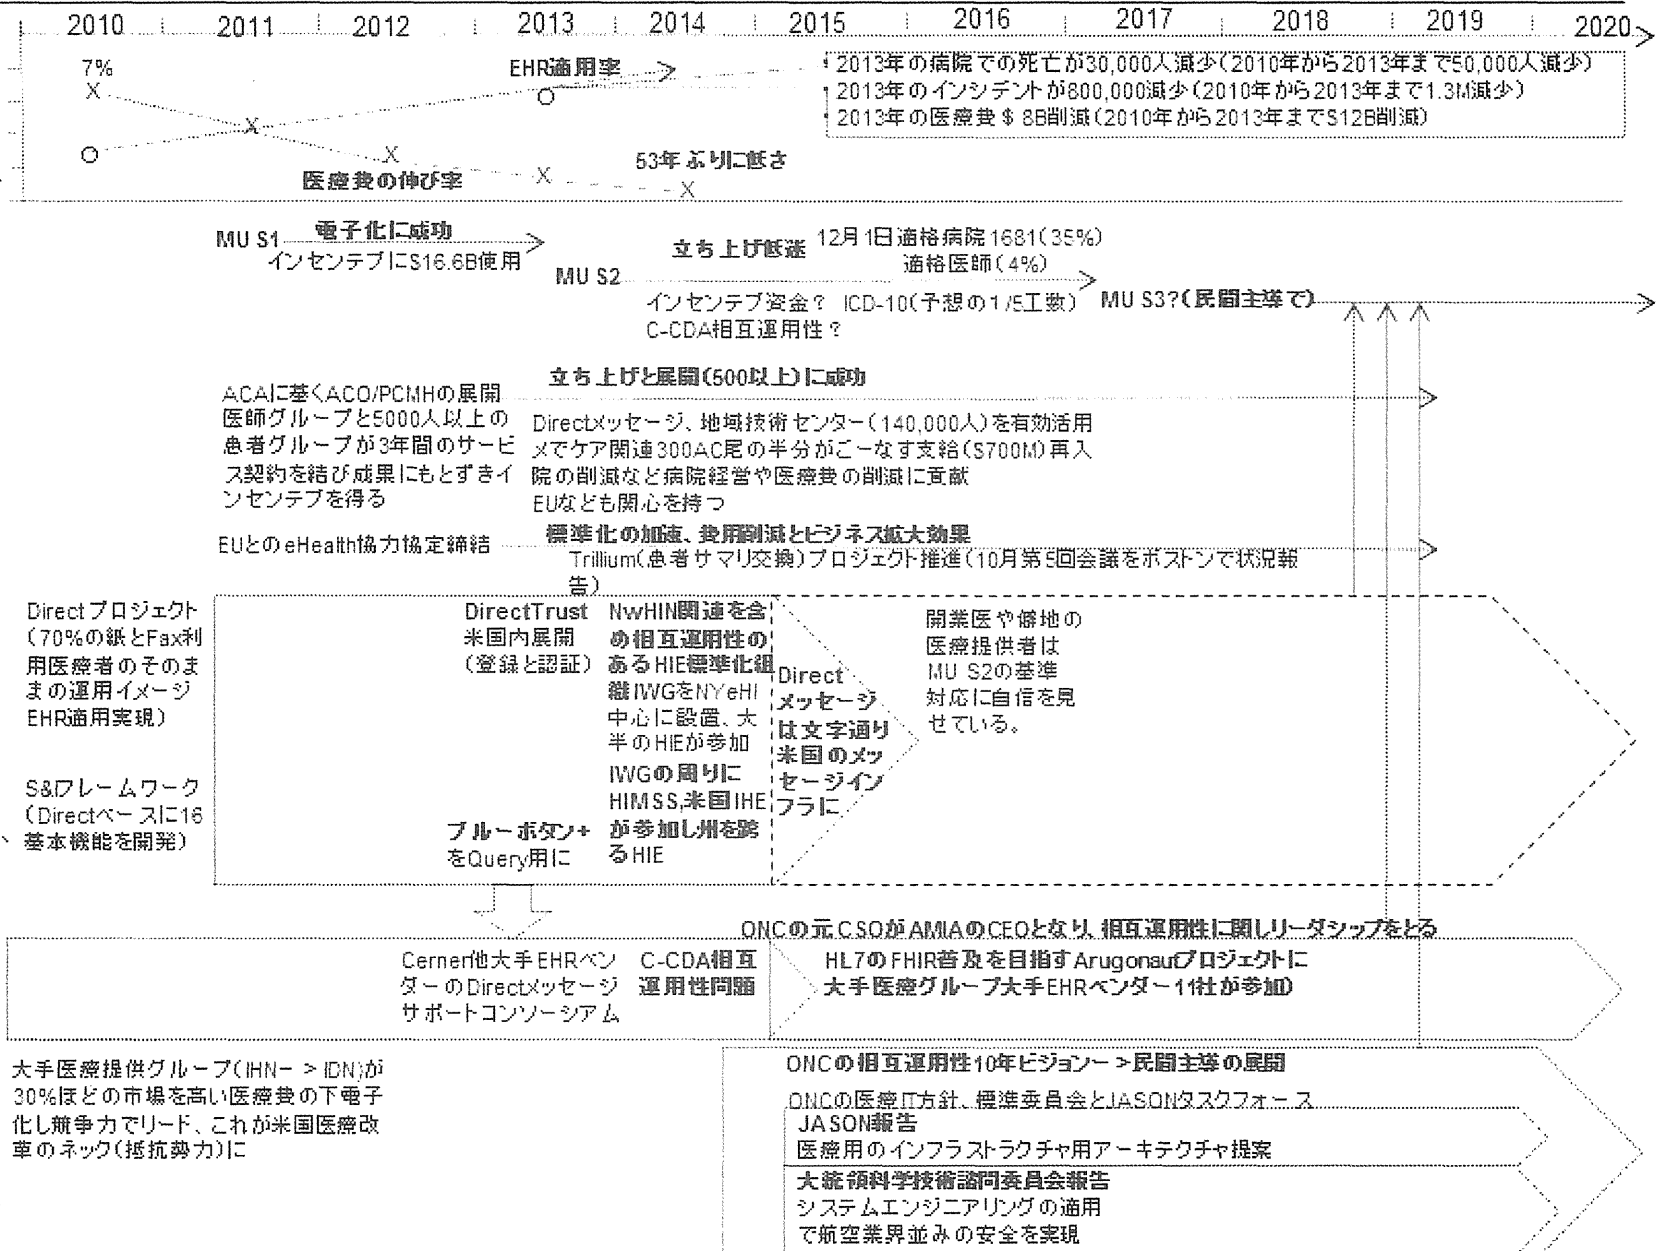 2010 2011 2012 2013 2014 2015 2016 2017 2018 2019 2020
7%
EHR適用率
2013年の病院での死亡が30,000人減少(2010年から2013年まで50,000人減少)
2013年のインシデントが800,000減少(2010年から2013年まで1.3M減少)
2013年の医療費$8B削減(2010年から2013年まで$12B削減)
53年ぶりに低さ
医療費の伸び率
MU S1
電子化に成功
インセンテブに$16.6B使用
MU S2
立ち上げ低迷
12月1日適格病院1681(35%)
適格医師(4%)
インセンテブ資金? ICD-10(予想の1/5工数)
C-CDA相互運用性?
MU S3?(民間主導で)
立ち上げと展開(500以上)に成功
ACAに基くACO/PCMHの展開
医師グループと5000人以上の
患者グループが3年間のサービ
ス契約を結び成果にもとずきイ
ンセンテブを得る
Directメッセージ、地域技術センター(140,000人)を有効活用
メでケア関連300AC尾の半分がごーなす支給($700M)再入
院の削減など病院経営や医療費の削減に貢献
EUなども関心を持つ
EUとのeHealth協力協定締結
標準化の加速、費用削減とビジネス拡大効果
Trillium(患者サマリ交換)プロジェクト推進(10月第5回会議をボストンで状況報
告)
Directプロジェクト
(70%の紙とFax利
用医療者のそのま
まの運用イメージ
EHR適用実現)
S&Iフレームワーク
(Directベースに16
基本機能を開発)
DirectTrust
米国内展開
(登録と認証)
ブルーボタン+
をQuery用に
NwHIN関連を含
め相互運用性の
あるHIE標準化組
織IWGをNYeHI
中心に設置、大
半のHIEが参加
IWGの周りに
HIMSS,米国IHE
が参加し州を跨
るHIE
Direct
メッセージ
は文字通り
米国のメッ
セージイン
フラに
開業医や僻地の
医療提供者は
MU S2の基準
対応に自信を見
せている。
ONCの元CSOがAMIAのCEOとなり、相互運用性に関しリーダシップをとる
Cerner他大手EHRベン
ダーのDirectメッセージ
サポートコンソーシアム
C-CDA相互
運用性問題
HL7のFHIR普及を目指すArugonautプロジェクトに
大手医療グループ大手EHRベンダー11社が参加)
大手医療提供グループ(IHN−>IDN)が
30%ほどの市場を高い医療費の下電子
化し競争力でリード、これが米国医療改
革のネック(抵抗勢力)に
ONCの相互運用性10年ビジョンー>民間主導の展開
ONCの医療IT方針、標準委員会とJASONタスクフォース
JASON報告
医療用のインフラストラクチャ用アーキテクチャ提案
大統領科学技術諮問委員会報告
システムエンジニアリングの適用
で航空業界並みの安全を実現